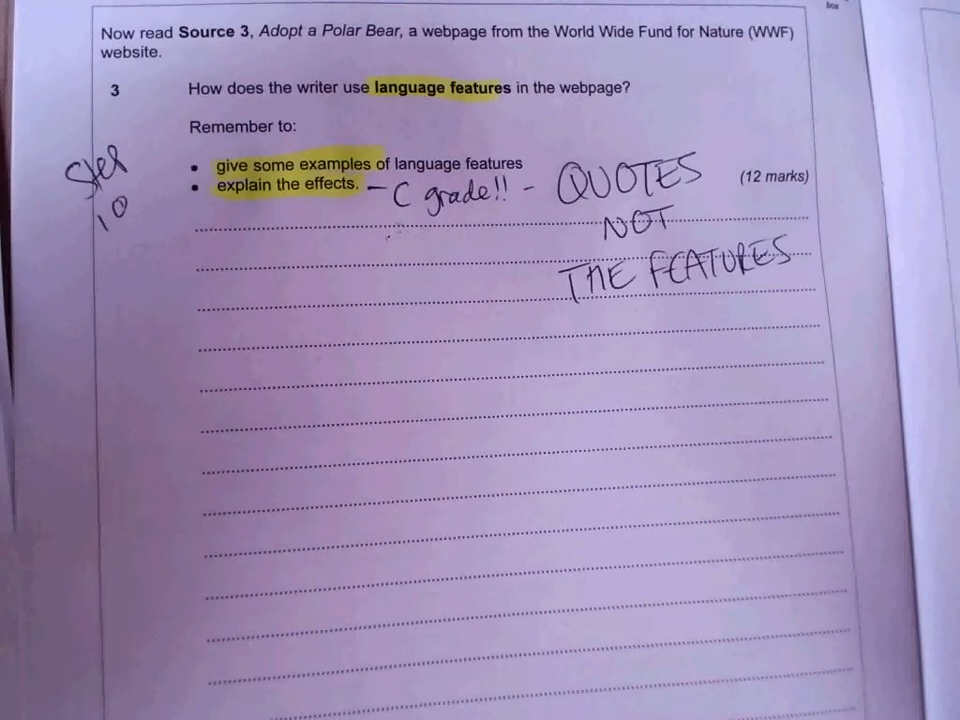 box
Now read Source 3, Adopt a Polar Bear, a webpage from the World Wide Fund for Nature (WWF)
website.
3 How does the writer use language features in the webpage?
Remember to:
• give some examples of language features
• explain the effects. – C grade!! – QUOTES (12 marks)
NOT
THE FEATURES
10